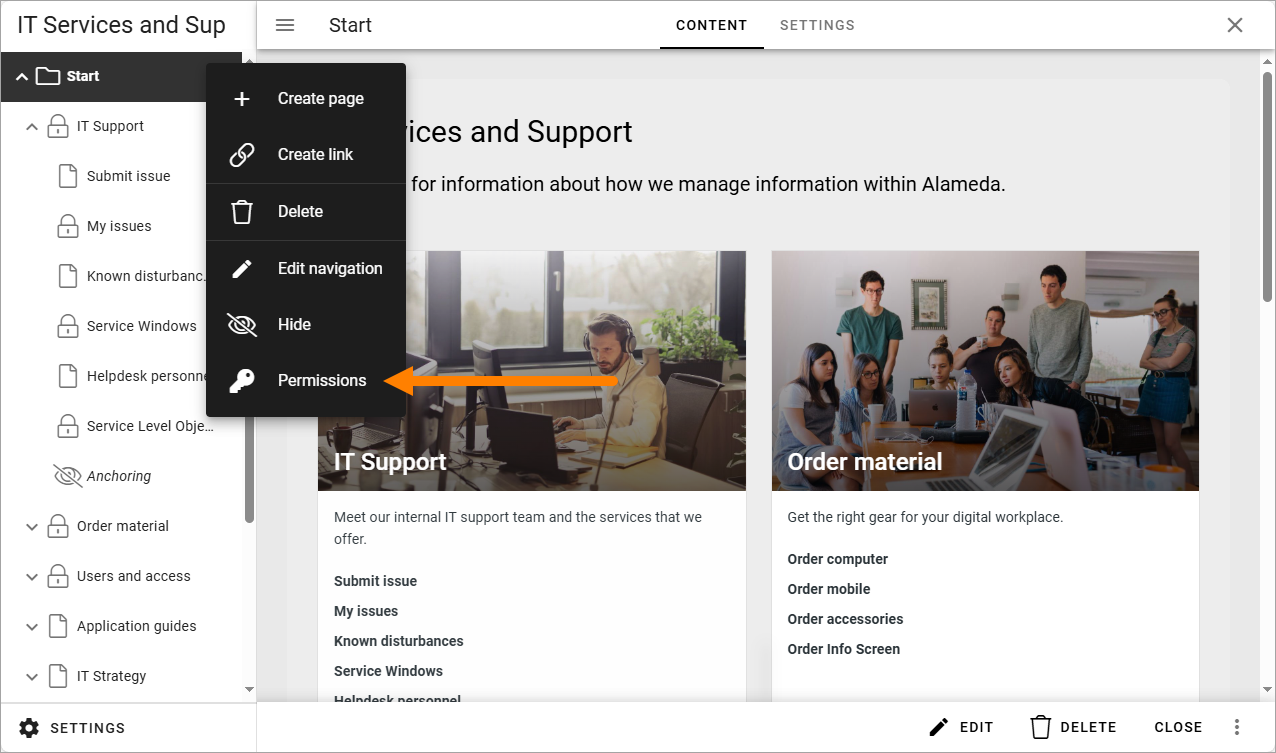 IT Services and Sup
Start
CONTENT
SETTINGS
Start
IT Support
Submit issue
My issues
Known disturbanc..
Service Windows
Helpdesk personne
Service Level Obje...
Anchoring
Order material
Users and access
Application guides
IT Strategy
SETTINGS
Create page
Create link
Delete
Edit navigation
Hide
Permissions
vices and Support
for information about how we manage information within Alameda.
IT Support
Meet our internal IT support team and the services that we
offer.
Submit issue
My issues
Known disturbances
Service Windows
Helpdesk personnel
Order material
Get the right gear for your digital workplace.
Order computer
Order mobile
Order accessories
Order Info Screen
EDIT
DELETE
CLOSE